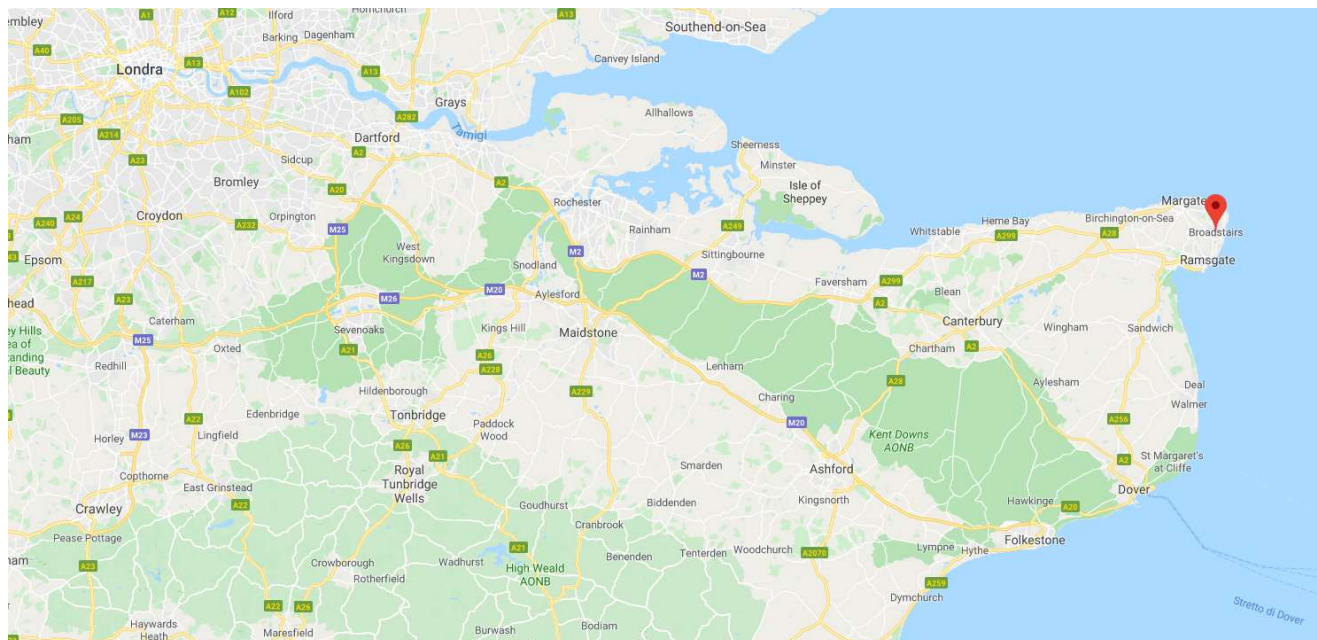 embley
A1
A12
Ilford
Hornchurch
A13
Southend-on-Sea
Barking
Dagenham
A40
Londra
A13
A13
Canvey Island
A102
Grays
A205
A282
Allhallows
A214
Tamigi
ham
Dartford
A23
A2
Sheerness
Sidcup
Minster
Bromley
A20
A2
Isle of
Sheppey
Rochester
Margate
A24
Croydon
Orpington
A240
A232
M25
Rainham
A249
Whitstable
Herne Bay
Birchington-on-Sea
A299
A28
Broadstairs
A3
West
Kingsdown
M2
Sittingbourne
Epsom
Snodland
Ramsgate
A217
M20
M2
Faversham
A299
Blean
head
A23
M26
Aylesford
A2
Caterham
Sevenoaks
Kings Hill
Maidstone
Canterbury
Wingham
Sandwich
ey Hills
ea of
standing
l Beauty
M25
Oxted
A21
A26
Chartham
A2
Redhill
A228
Lenham
A28
Aylesham
Deal
Hildenborough
A229
Charing
Walmer
Edenbridge
Tonbridge
A22
Paddock
Wood
M20
A256
Horley
M23
Lingfield
A26
A21
Kent Downs
AONB
St Margaret's
at Cliffe
A2
Copthorne
Royal
Tunbridge
Wells
Smarden
Ashford
East Grinstead
Kingsnorth
Dover
Crawley
A22
Goudhurst
Biddenden
Hawkinge
A20
Cranbrook
Pease Pottage
A21
Benenden
Tenterden
Woodchurch
A2070
Lympne
Hythe
Folkestone
ham
A23
Crowborough
Wadhurst
High Weald
AONB
Rotherfield
A259
Dymchurch
A22
A26
Haywards
Heath
Maresfield
Burwash
Bodiam
Stretto di Dover